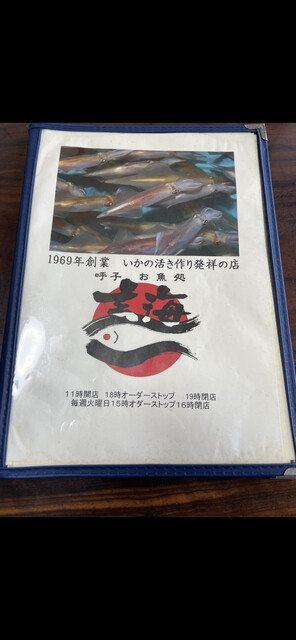 1969年創業 いかの活き作り発祥の店
呼子 お魚処
玄海
11時開店 18時オーダーストップ 19時閉店
毎週火曜日15時オダーストップ16時閉店